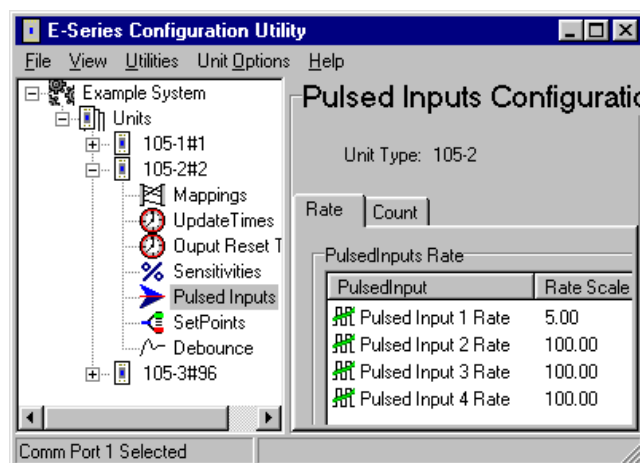 E-Series Configuration Utility
File View Utilities Unit Options Help
Example System
Units
105-1#1
105-2#2
Mappings
UpdateTimes
Ouput Reset T
Sensitivities
Pulsed Inputs
SetPoints
Debounce
105-3#96
Pulsed Inputs Configuratio
Unit Type: 105-2
Rate Count
PulsedInputs Rate
PulsedInput Rate Scale
Pulsed Input 1 Rate 5.00
Pulsed Input 2 Rate 100.00
Pulsed Input 3 Rate 100.00
Pulsed Input 4 Rate 100.00
Comm Port 1 Selected